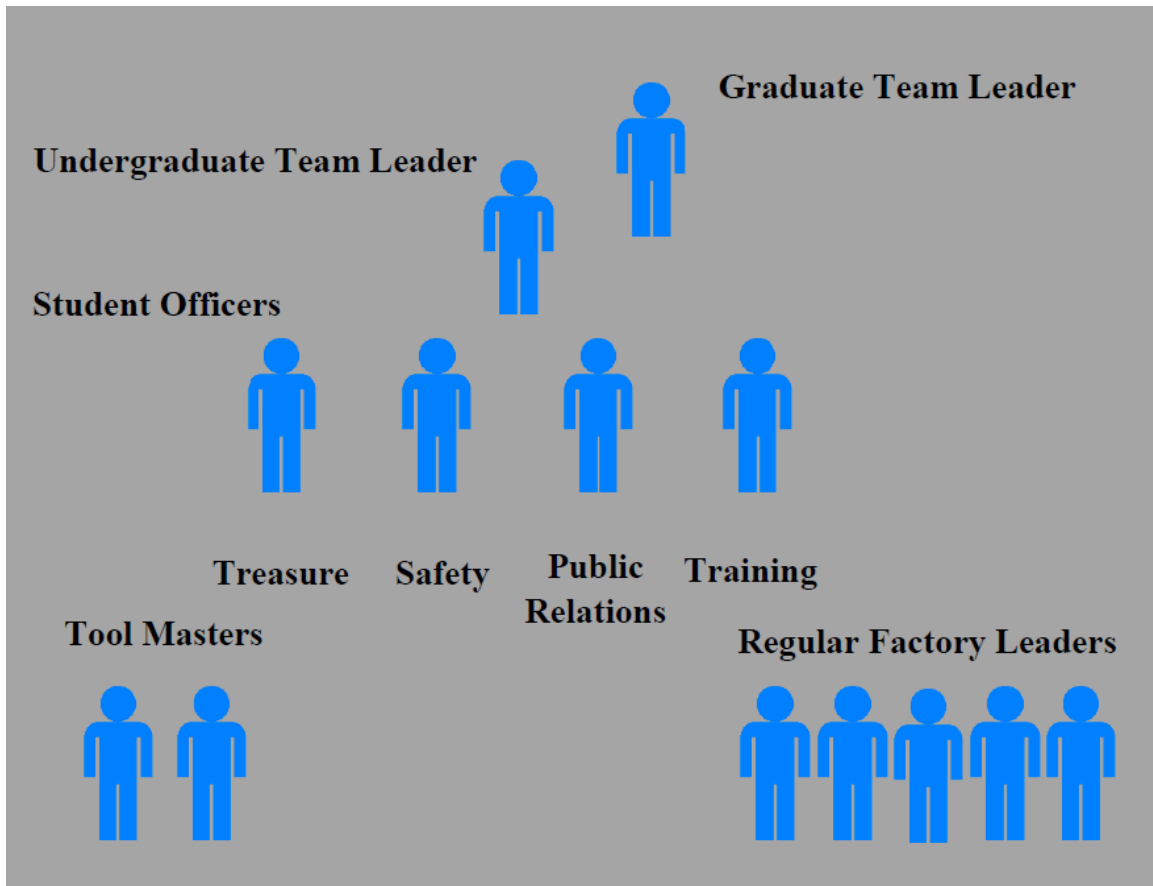 Graduate Team Leader
Undergraduate Team Leader
Student Officers
Treasure
Safety
Public
Relations
Training
Tool Masters
Regular Factory Leaders